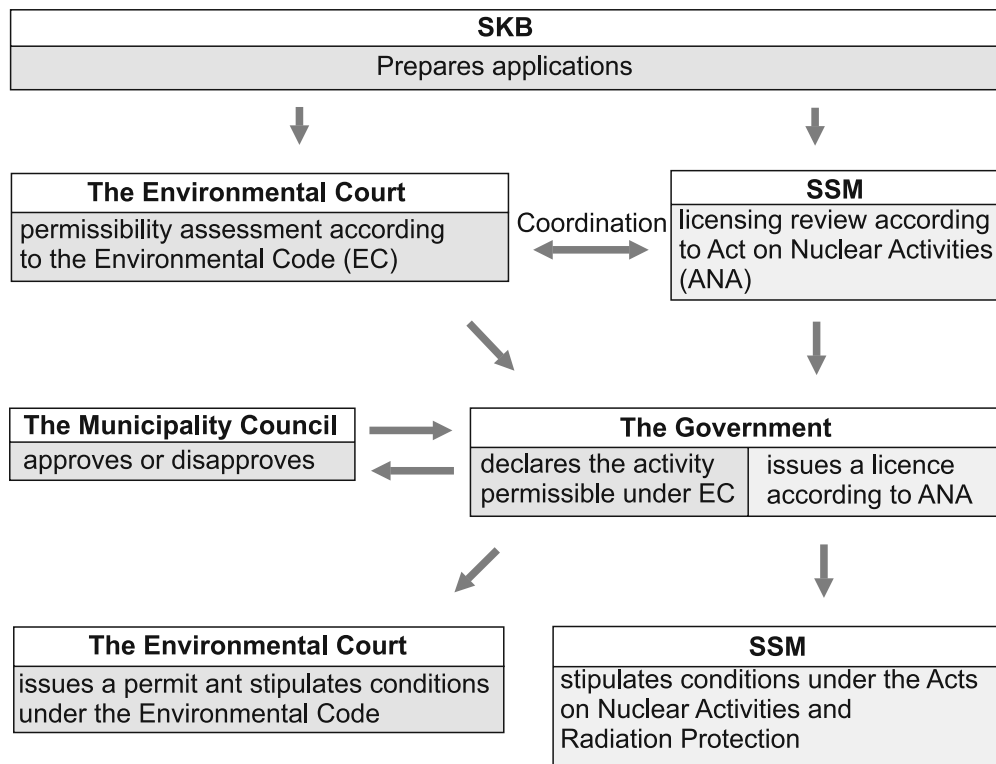 SKB
Prepares applications
The Environmental Court
permissibility assessment according
to the Environmental Code (EC)
Coordination
SSM
licensing review according
to Act on Nuclear Activities
(ANA)
The Municipality Council
approves or disapproves
The Government
declares the activity
permissible under EC
issues a licence
according to ANA
The Environmental Court
issues a permit ant stipulates conditions
under the Environmental Code
SSM
stipulates conditions under the Acts
on Nuclear Activities and
Radiation Protection